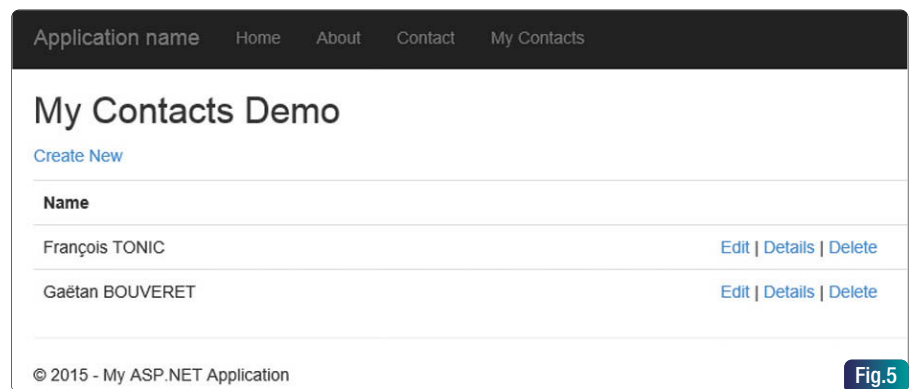 Application name Home About Contact My Contacts
My Contacts Demo
Create New
Name
François TONIC Edit | Details | Delete
Gaëtan BOUVERET Edit | Details | Delete
© 2015 - My ASP.NET Application
Fig.5